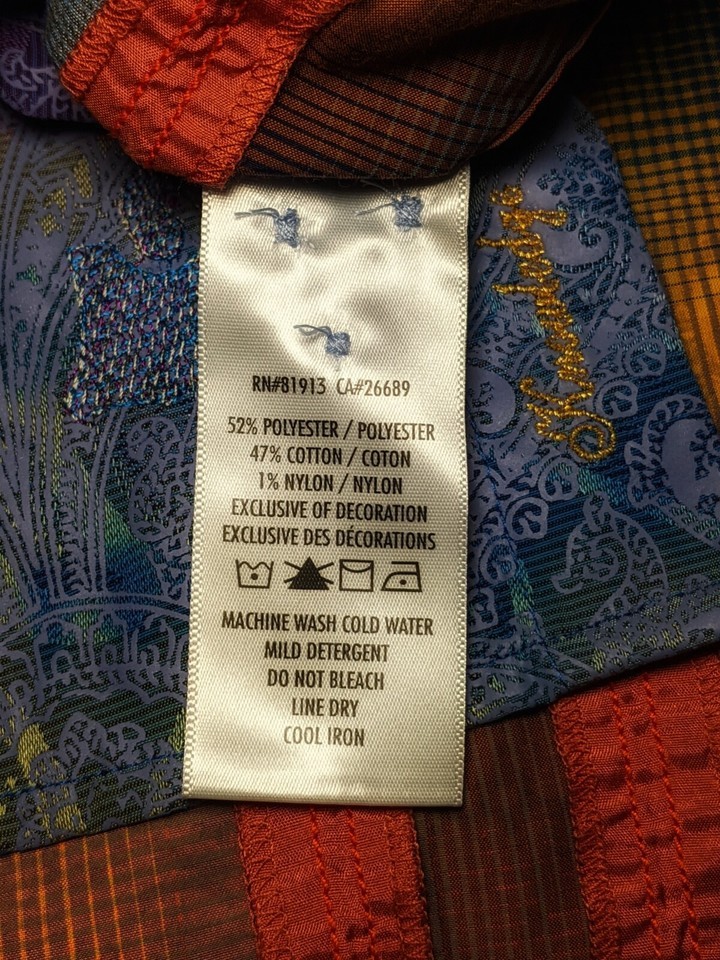 RN#81913 CA#26689
52% POLYESTER / POLYESTER
47% COTTON / COTON
1% NYLON / NYLON
EXCLUSIVE OF DECORATION
EXCLUSIVE DES DÉCORATIONS
MACHINE WASH COLD WATER
MILD DETERGENT
DO NOT BLEACH
LINE DRY
COOL IRON